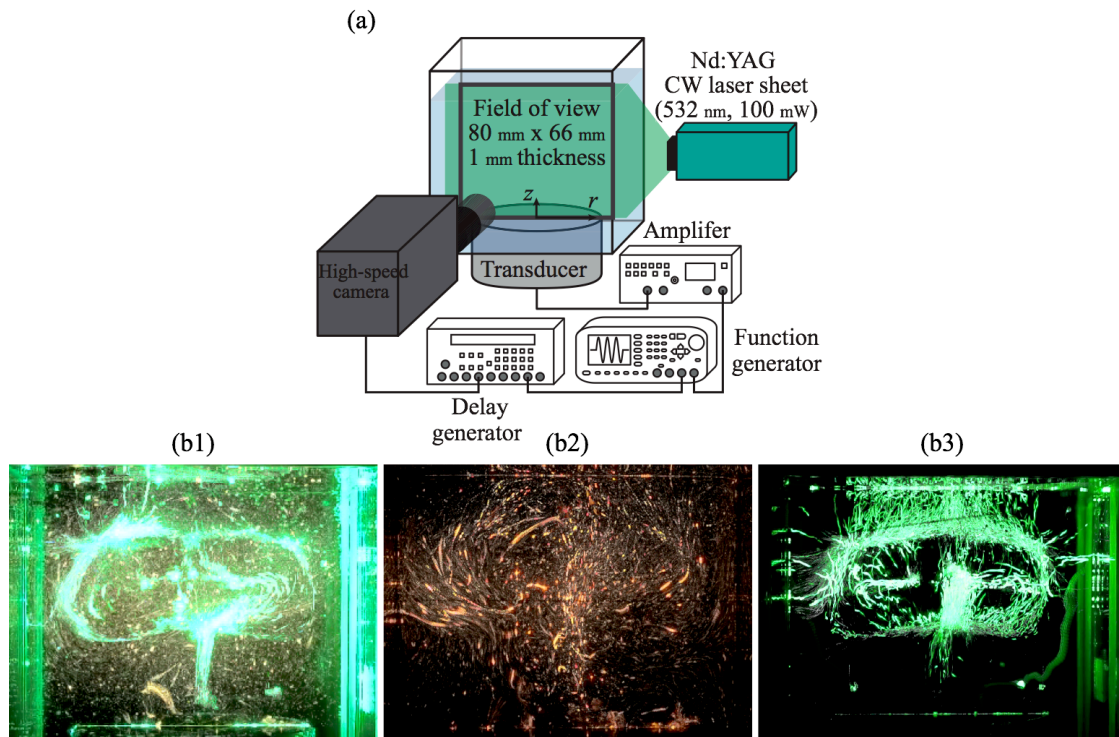 (a)
Nd:YAG
CW laser sheet
(532 nm, 100 mW)
Field of view
80 mm x 66 mm
1 mm thickness
z
r
Amplifer
High-speed
camera
Transducer
Function
generator
Delay
generator
(b1)
(b2)
(b3)